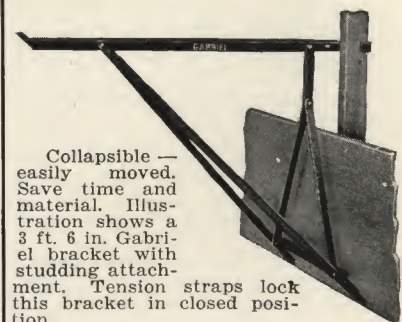 GABRIEL
Collapsible —
easily moved.
Save time and
material. Illus-
tration shows a
3 ft. 6 in. Gabri-
el bracket with
studding attach-
ment. Tension straps lock
this bracket in closed posi-
tion.